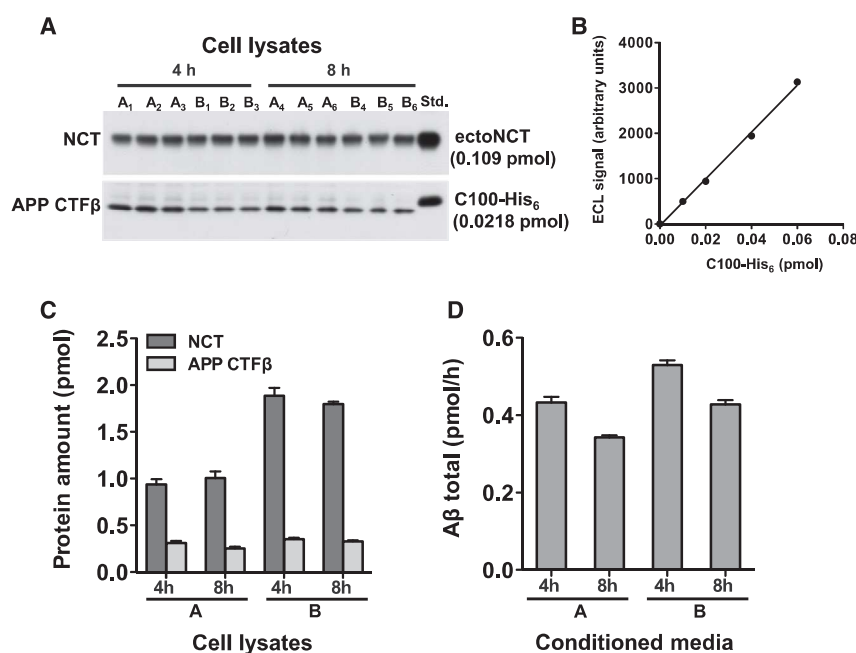 A
Cell lysates
4 h 8 h
A₁ A₂ A₃ B₁ B₂ B₃ A₄ A₅ A₆ B₄ B₅ B₆ Std.
NCT
ectoNCT
(0.109 pmol)
APP CTFβ
C100-His₆
(0.0218 pmol)
B
ECL signal (arbitrary units)
4000
3000
2000
1000
0
0.00 0.02 0.04 0.06 0.08
C100-His₆ (pmol)
C
Protein amount (pmol)
2.5
2.0
1.5
1.0
0.5
0.0
NCT
APP CTFβ
4h 8h 4h 8h
A B
Cell lysates
D
Aβ total (pmol/h)
0.6
0.4
0.2
0.0
4h 8h 4h 8h
A B
Conditioned media